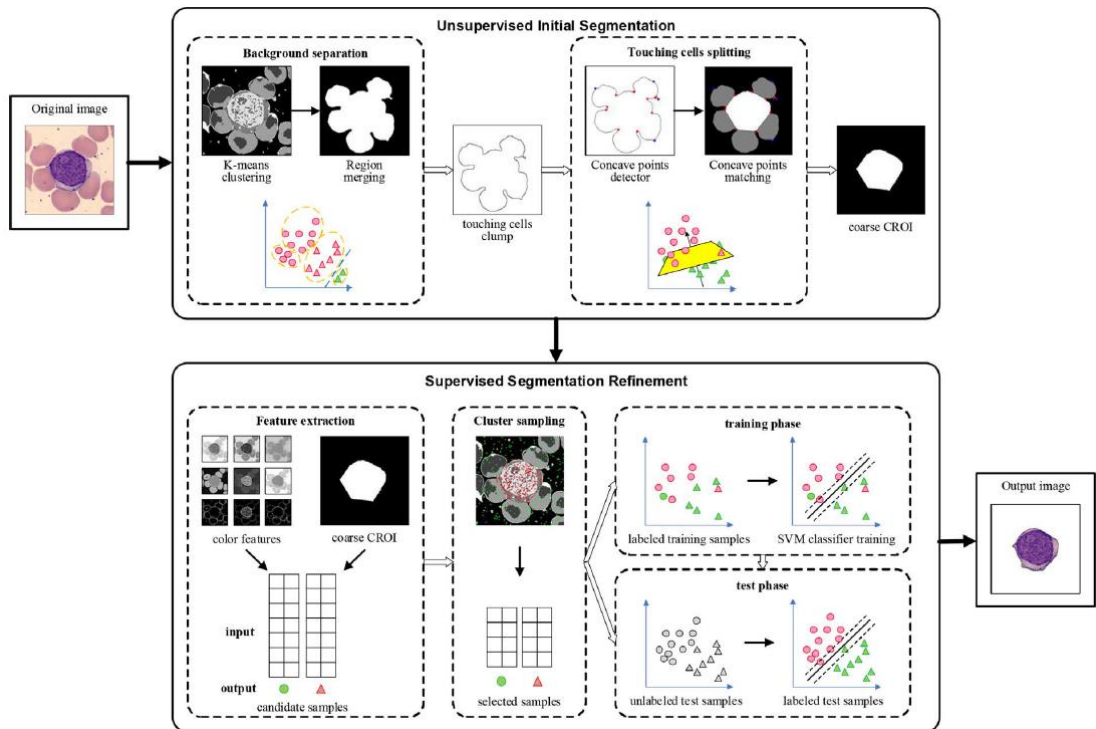 Unsupervised Initial Segmentation
Background separation
Touching cells splitting
Original image
K-means
clustering
Region
merging
touching cells
clump
Concave points
detector
Concave points
matching
coarse CROI
Supervised Segmentation Refinement
Feature extraction
Cluster sampling
training phase
color features
coarse CROI
labeled training samples
SVM classifier training
Output image
test phase
input
output
candidate samples
selected samples
unlabeled test samples
labeled test samples